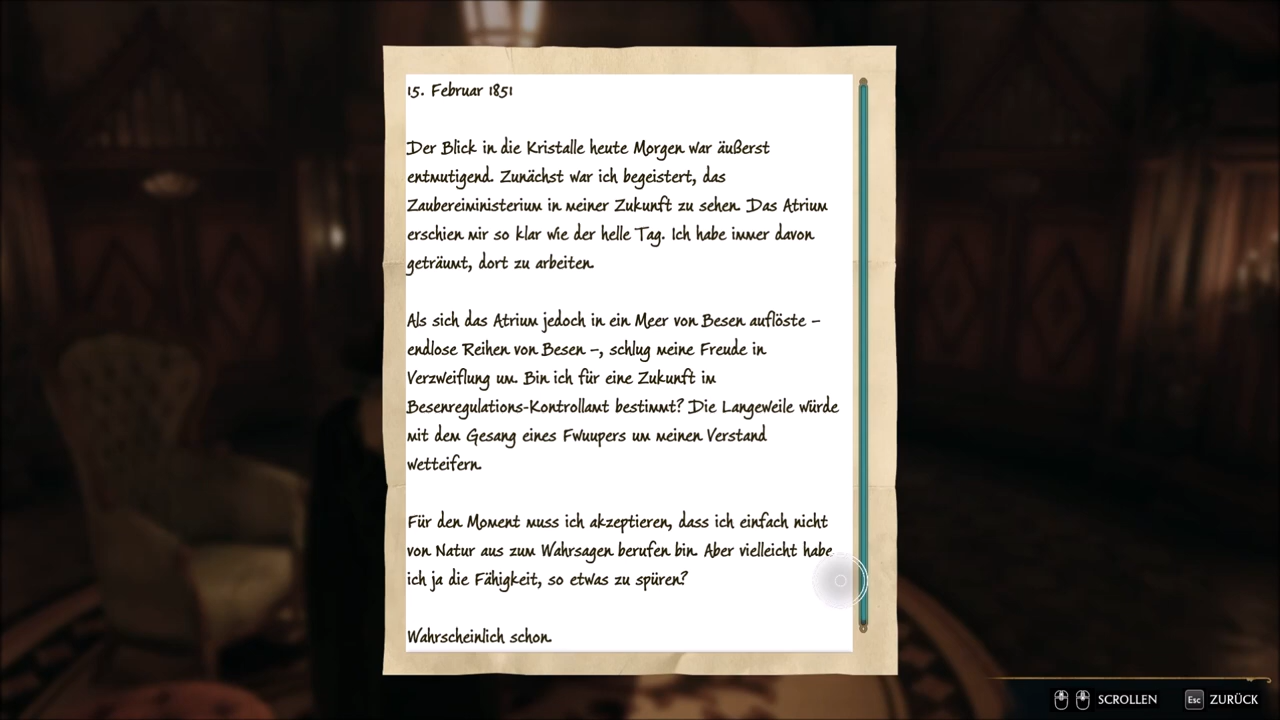 15. Februar 1851
Der Blick in die Kristalle heute Morgen war äußerst
entmutigend. Zunächst war ich begeistert, das
Zaubereiministerium in meiner Zukunft zu sehen. Das Atrium
erschien mir so klar wie der helle Tag. Ich habe immer davon
geträumt, dort zu arbeiten.
Als sich das Atrium jedoch in ein Meer von Besen auflöste –
endlose Reihen von Besen –, schlug meine Freude in
Verzweiflung um. Bin ich für eine Zukunft im
Besenregulations-Kontrollamt bestimmt? Die Langeweile würde
mit dem Gesang eines Fwuupers um meinen Verstand
wetteifern.
Für den Moment muss ich akzeptieren, dass ich einfach nicht
von Natur aus zum Wahrsagen berufen bin. Aber vielleicht habe
ich ja die Fähigkeit, so etwas zu spüren?
Wahrscheinlich schon.
SCROLLEN Esc ZURÜCK